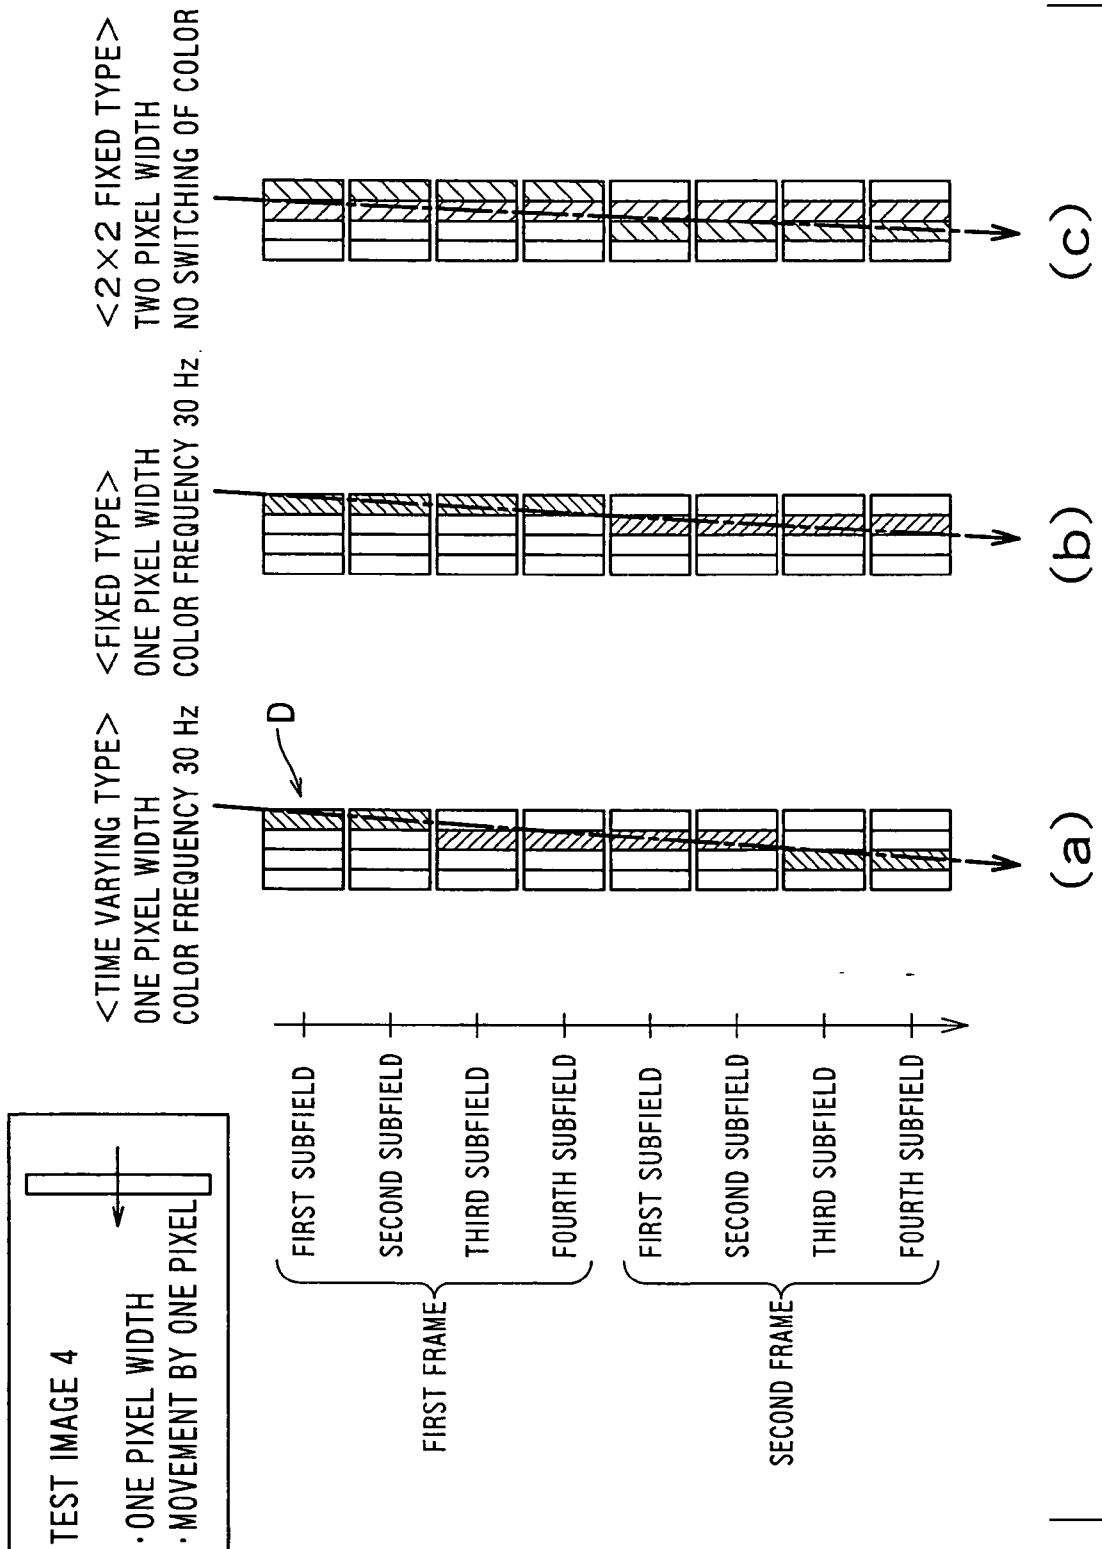 TEST IMAGE 4
·ONE PIXEL WIDTH
·MOVEMENT BY ONE PIXEL
<TIME VARYING TYPE>
ONE PIXEL WIDTH
COLOR FREQUENCY 30 Hz
<FIXED TYPE>
ONE PIXEL WIDTH
COLOR FREQUENCY 30 Hz.
<2×2 FIXED TYPE>
TWO PIXEL WIDTH
NO SWITCHING OF COLOR
D
FIRST FRAME
FIRST SUBFIELD
SECOND SUBFIELD
THIRD SUBFIELD
FOURTH SUBFIELD
SECOND FRAME
FIRST SUBFIELD
SECOND SUBFIELD
THIRD SUBFIELD
FOURTH SUBFIELD
(a)
(b)
(c)